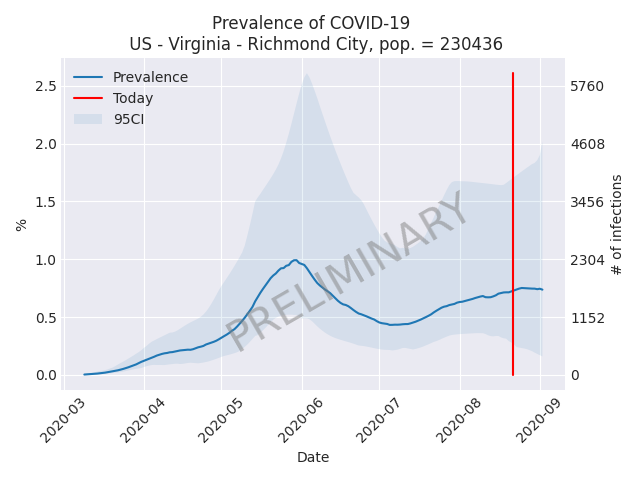 Prevalence of COVID-19
US - Virginia - Richmond City, pop. = 230436
Prevalence
Today
95CI
2.5
2.0
1.5
1.0
0.5
0.0
%
5760
4608
3456
2304
1152
0
# of infections
PRELIMINARY
2020-03
2020-04
2020-05
2020-06
2020-07
2020-08
2020-09
Date